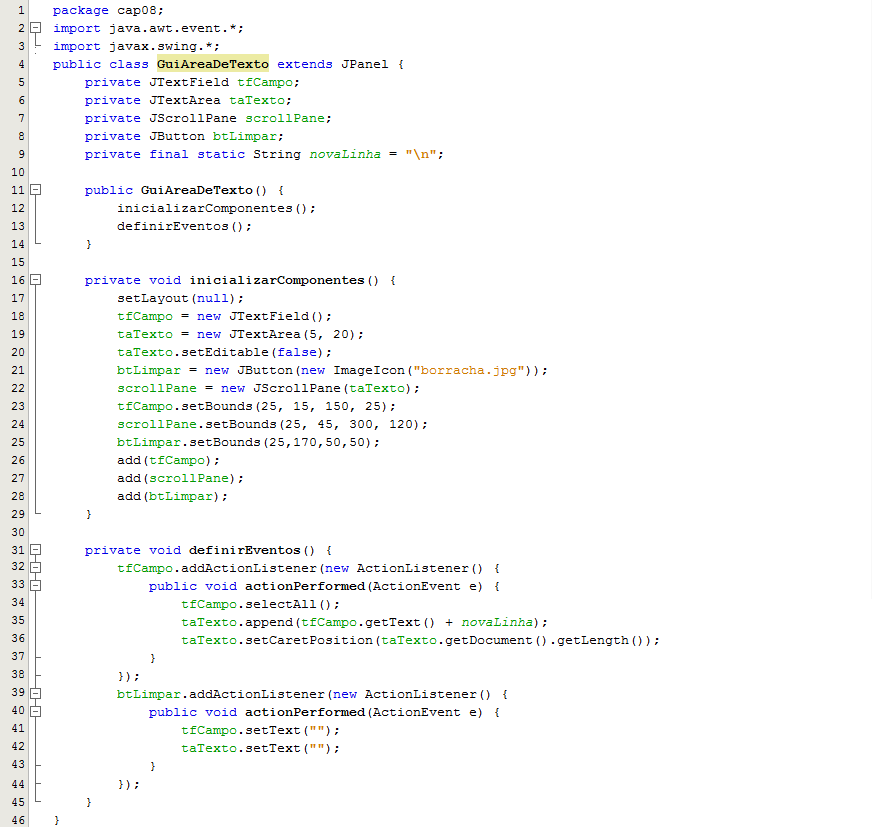 1 package cap08;
2 import java.awt.event.*;
3 import javax.swing.*;
4 public class GuiAreaDeTexto extends JPanel {
5     private JTextField tfCampo;
6     private JTextArea taTexto;
7     private JScrollPane scrollPane;
8     private JButton btLimpar;
9     private final static String novaLinha = "\n";
10
11     public GuiAreaDeTexto() {
12         inicializarComponentes();
13         definirEventos();
14     }
15
16     private void inicializarComponentes() {
17         setLayout(null);
18         tfCampo = new JTextField();
19         taTexto = new JTextArea(5, 20);
20         taTexto.setEditable(false);
21         btLimpar = new JButton(new ImageIcon("borracha.jpg"));
22         scrollPane = new JScrollPane(taTexto);
23         tfCampo.setBounds(25, 15, 150, 25);
24         scrollPane.setBounds(25, 45, 300, 120);
25         btLimpar.setBounds(25,170,50,50);
26         add(tfCampo);
27         add(scrollPane);
28         add(btLimpar);
29     }
30
31     private void definirEventos() {
32         tfCampo.addActionListener(new ActionListener() {
33             public void actionPerformed(ActionEvent e) {
34                 tfCampo.selectAll();
35                 taTexto.append(tfCampo.getText() + novaLinha);
36                 taTexto.setCaretPosition(taTexto.getDocument().getLength());
37             }
38         });
39         btLimpar.addActionListener(new ActionListener() {
40             public void actionPerformed(ActionEvent e) {
41                 tfCampo.setText("");
42                 taTexto.setText("");
43             }
44         });
45     }
46 }